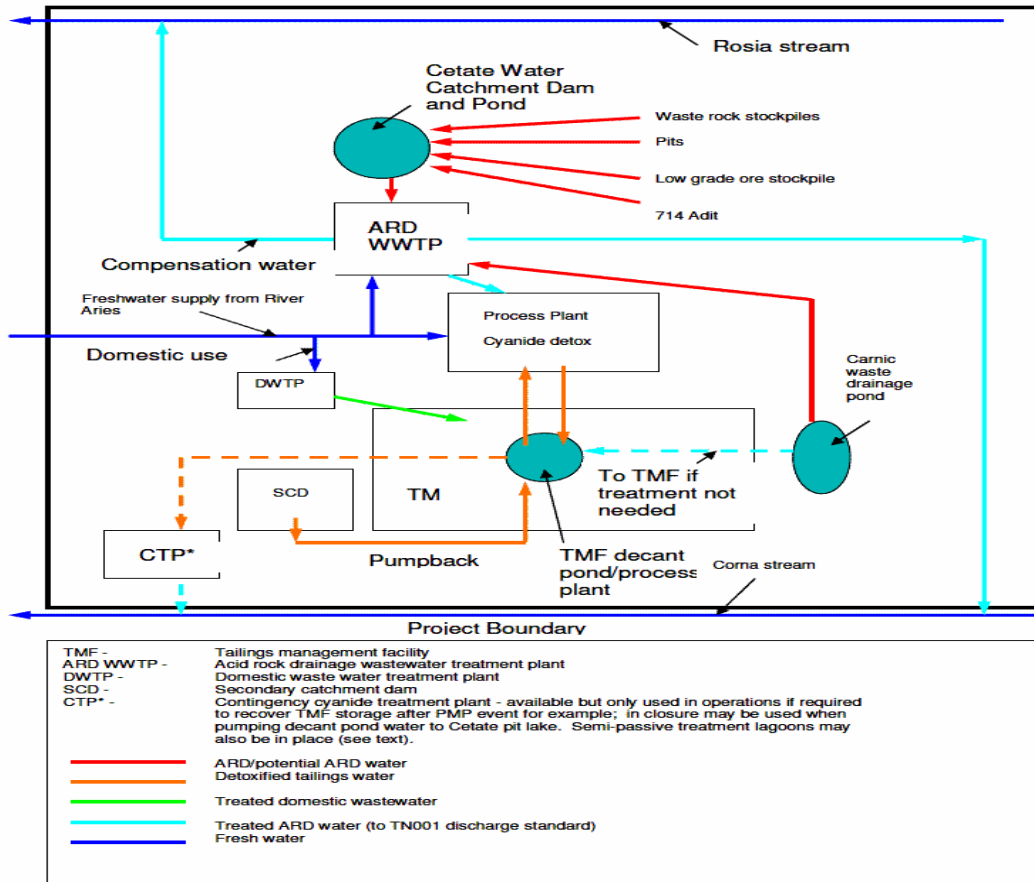 Rosia stream
Cetate Water
Catchment Dam
and Pond
Waste rock stockpiles
Pits
Low grade ore stockpile
714 Adit
ARD
WWTP
Compensation water
Freshwater supply from River
Aries
Process Plant
Cyanide detox
Domestic use
DWTP
Carnic
waste
drainage
pond
SCD
TM
To TMF if
treatment not
needed
CTP*
Pumpback
TMF decant
pond/process
plant
Corna stream
Project Boundary
TMF - Tailings management facility
ARD WWTP - Acid rock drainage wastewater treatment plant
DWTP - Domestic waste water treatment plant
SCD - Secondary catchment dam
CTP* - Contingency cyanide treatment plant - available but only used in operations if required
to recover TMF storage after PMP event for example; in closure may be used when
pumping decant pond water to Cetate pit lake. Semi-passive treatment lagoons may
also be in place (see text).
ARD/potential ARD water
Detoxified tailings water
Treated domestic wastewater
Treated ARD water (to TN001 discharge standard)
Fresh water